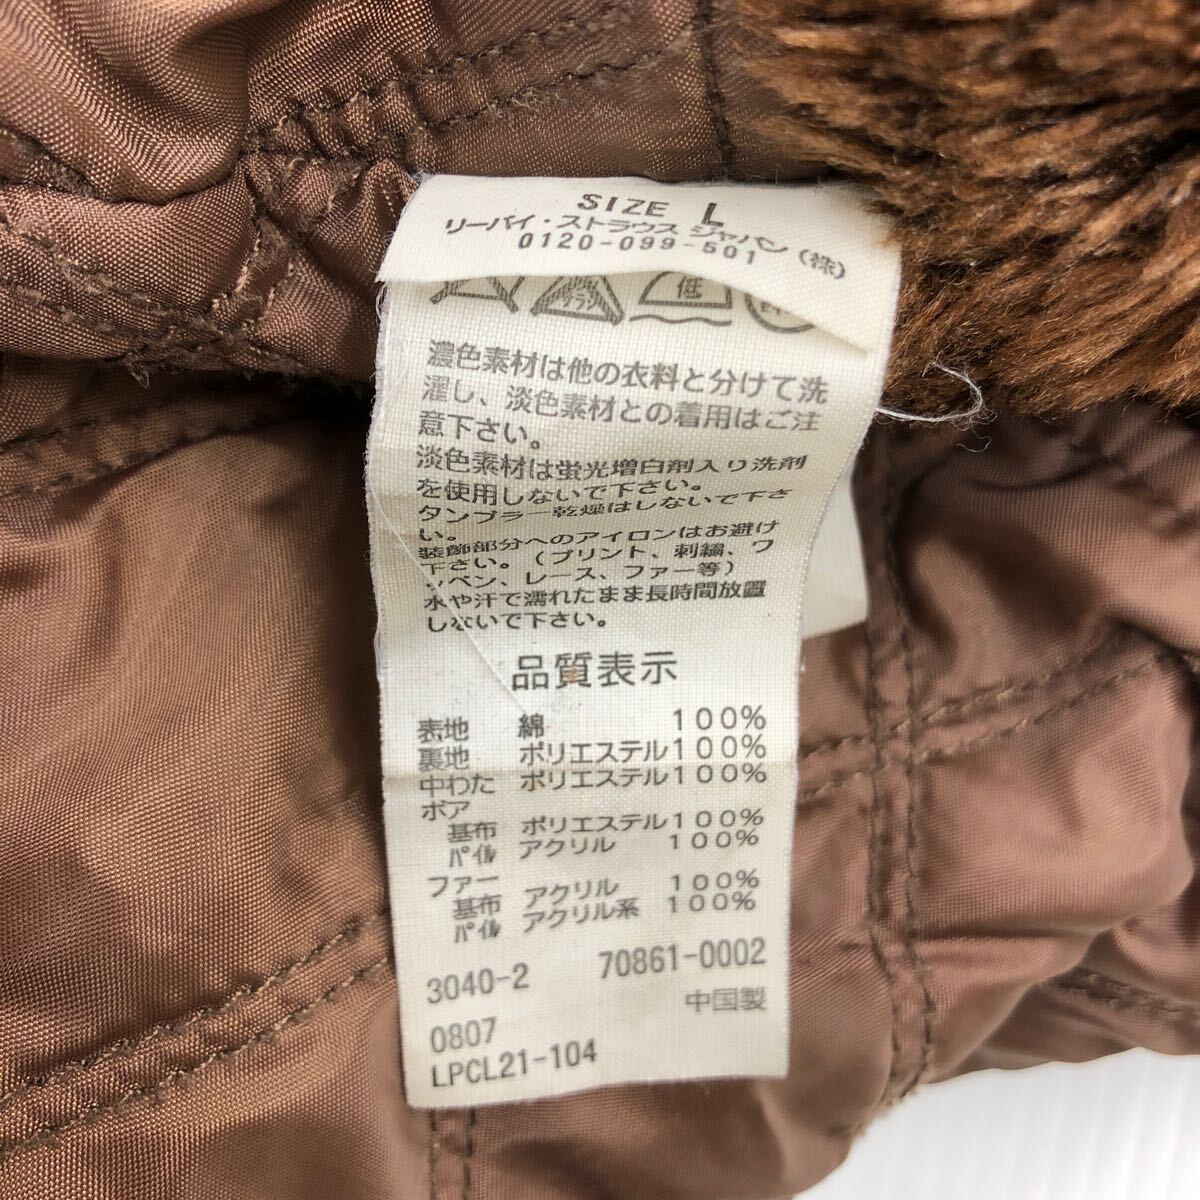 SIZE L
リーバイ・ストラウス ジャパン(株)
0120-099-501
低
濃色素材は他の衣料と分けて洗
濯し、淡色素材との着用はご注
意下さい。
淡色素材は蛍光増白剤入り洗剤
を使用しないで下さい。
タンブラー乾燥はしないで下さ
い。
装飾部分へのアイロンはお避け
下さい。(プリント、刺繍、ワ
ッペン、レース、ファー等)
水や汗で濡れたまま長時間放置
しないで下さい。
品質表示
表地 綿 100%
裏地 ポリエステル100%
中わた ポリエステル100%
ボア
基布 ポリエステル100%
パイル アクリル 100%
ファー
基布 アクリル 100%
パイル アクリル系 100%
3040-2 70861-0002
中国製
0807
LPCL21-104